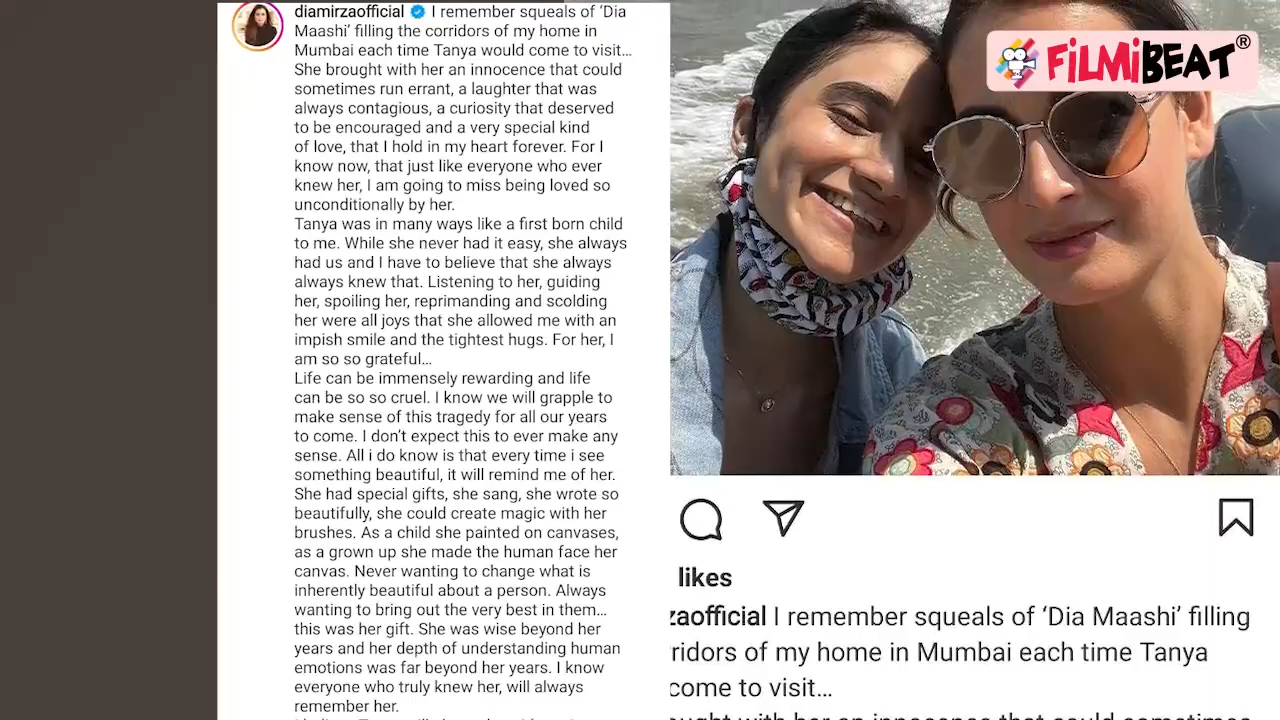 diamirzaofficial I remember squeals of ‘Dia
Maashi’ filling the corridors of my home in
Mumbai each time Tanya would come to visit…
She brought with her an innocence that could
sometimes run errant, a laughter that was
always contagious, a curiosity that deserved
to be encouraged and a very special kind
of love, that I hold in my heart forever. For I
know now, that just like everyone who ever
knew her, I am going to miss being loved so
unconditionally by her.
Tanya was in many ways like a first born child
to me. While she never had it easy, she always
had us and I have to believe that she always
always knew that. Listening to her, guiding
her, spoiling her, reprimanding and scolding
her were all joys that she allowed me with an
impish smile and the tightest hugs. For her, I
am so so grateful…
Life can be immensely rewarding and life
can be so so cruel. I know we will grapple to
make sense of this tragedy for all our years
to come. I don’t expect this to ever make any
sense. All i do know is that every time i see
something beautiful, it will remind me of her.
She had special gifts, she sang, she wrote so
beautifully, she could create magic with her
brushes. As a child she painted on canvases,
as a grown up she made the human face her
canvas. Never wanting to change what is
inherently beautiful about a person. Always
wanting to bring out the very best in them…
this was her gift. She was wise beyond her
years and her depth of understanding human
emotions was far beyond her years. I know
everyone who truly knew her, will always
remember her.
FiLMiBEAT®
likes
zaofficial I remember squeals of ‘Dia Maashi’ filling
ridors of my home in Mumbai each time Tanya
come to visit…
ought with her an innocence that could sometimes